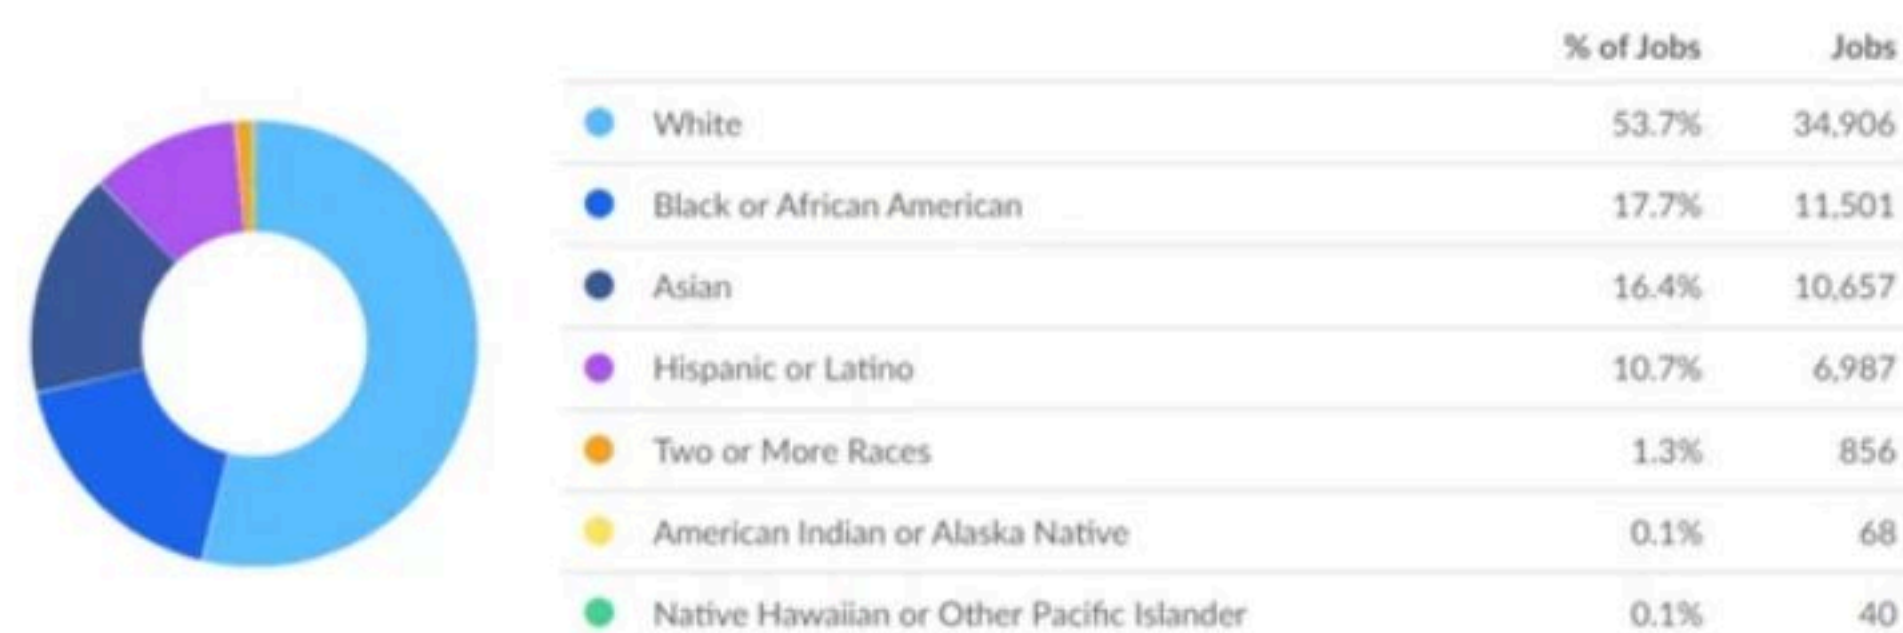 % of Jobs Jobs
White 53.7% 34,906
Black or African American 17.7% 11,501
Asian 16.4% 10,657
Hispanic or Latino 10.7% 6,987
Two or More Races 1.3% 856
American Indian or Alaska Native 0.1% 68
Native Hawaiian or Other Pacific Islander 0.1% 40